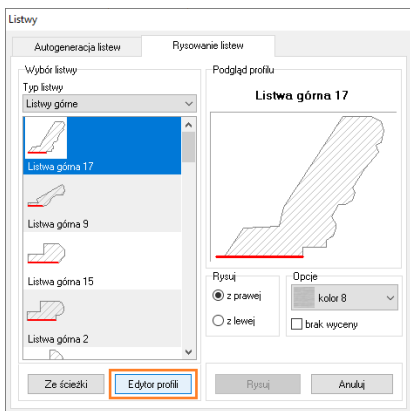 Listwy
Autogeneracja listew
Rysowanie listew
Wybór listwy
Typ listwy
Listwy górne
Listwa górna 17
Listwa górna 9
Listwa górna 15
Listwa górna 2
Ze ścieżki
Edytor profili
Podgląd profilu
Listwa górna 17
Rysuj
z prawej
z lewej
Opcje
kolor 8
brak wyceny
Rysuj
Anuluj